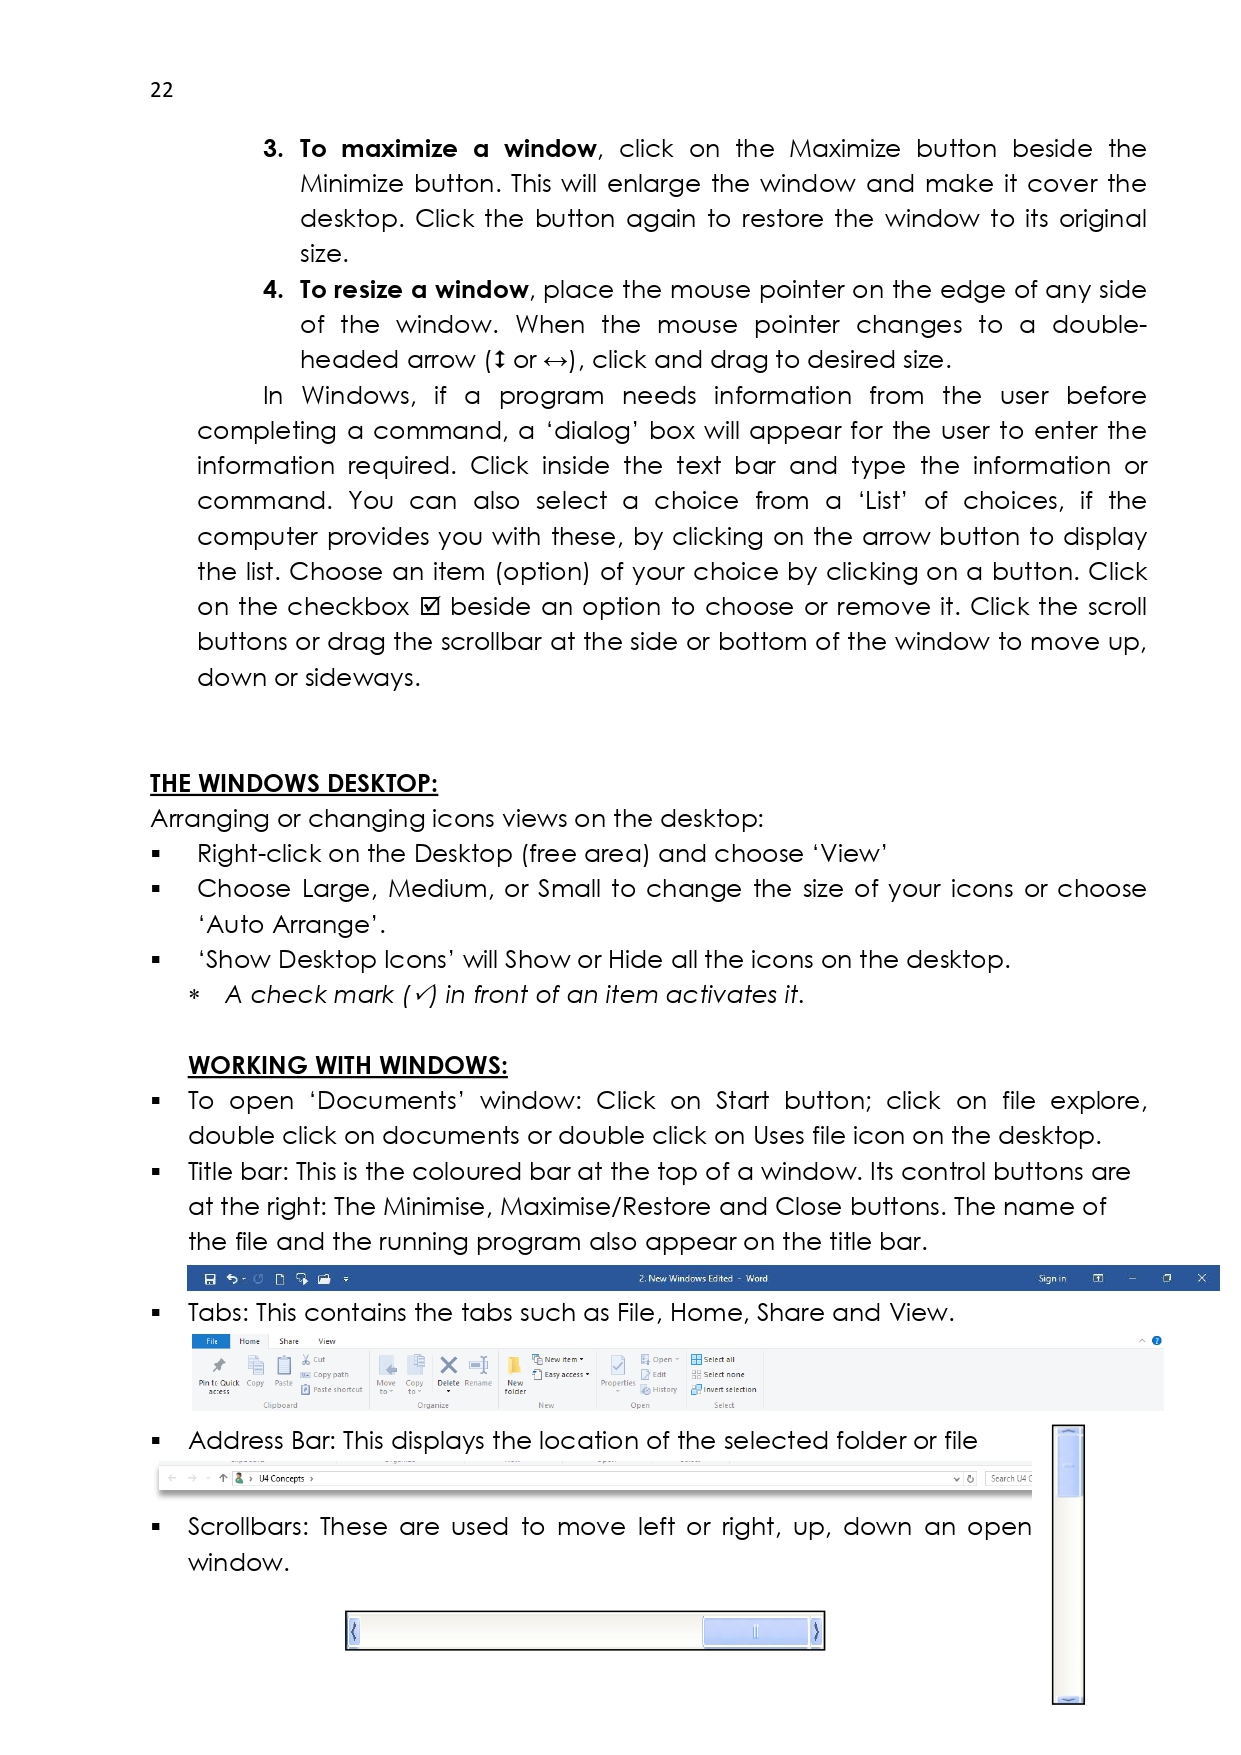 22
3. To maximize a window, click on the Maximize button beside the
Minimize button. This will enlarge the window and make it cover the
desktop. Click the button again to restore the window to its original
size.
4. To resize a window, place the mouse pointer on the edge of any side
of the window. When the mouse pointer changes to a double-
headed arrow (↕ or ↔), click and drag to desired size.
In Windows, if a program needs information from the user before
completing a command, a ‘dialog’ box will appear for the user to enter the
information required. Click inside the text bar and type the information or
command. You can also select a choice from a ‘List’ of choices, if the
computer provides you with these, by clicking on the arrow button to display
the list. Choose an item (option) of your choice by clicking on a button. Click
on the checkbox ☑ beside an option to choose or remove it. Click the scroll
buttons or drag the scrollbar at the side or bottom of the window to move up,
down or sideways.
THE WINDOWS DESKTOP:
Arranging or changing icons views on the desktop:
▪ Right-click on the Desktop (free area) and choose ‘View’
▪ Choose Large, Medium, or Small to change the size of your icons or choose
‘Auto Arrange’.
▪ ‘Show Desktop Icons’ will Show or Hide all the icons on the desktop.
* A check mark (✓) in front of an item activates it.
WORKING WITH WINDOWS:
▪ To open ‘Documents’ window: Click on Start button; click on file explore,
double click on documents or double click on Uses file icon on the desktop.
▪ Title bar: This is the coloured bar at the top of a window. Its control buttons are
at the right: The Minimise, Maximise/Restore and Close buttons. The name of
the file and the running program also appear on the title bar.
2. New Windows Edited - Word Sign in
▪ Tabs: This contains the tabs such as File, Home, Share and View.
File Home Share View
Pin to Quick access Copy Paste Cut Copy path Paste shortcut Move to Copy to Delete Rename New folder New item Easy access Properties Open Edit History Select all Select none Invert selection
Clipboard Organize New Open Select
▪ Address Bar: This displays the location of the selected folder or file
U4 Concepts Search U4 C
▪ Scrollbars: These are used to move left or right, up, down an open
window.